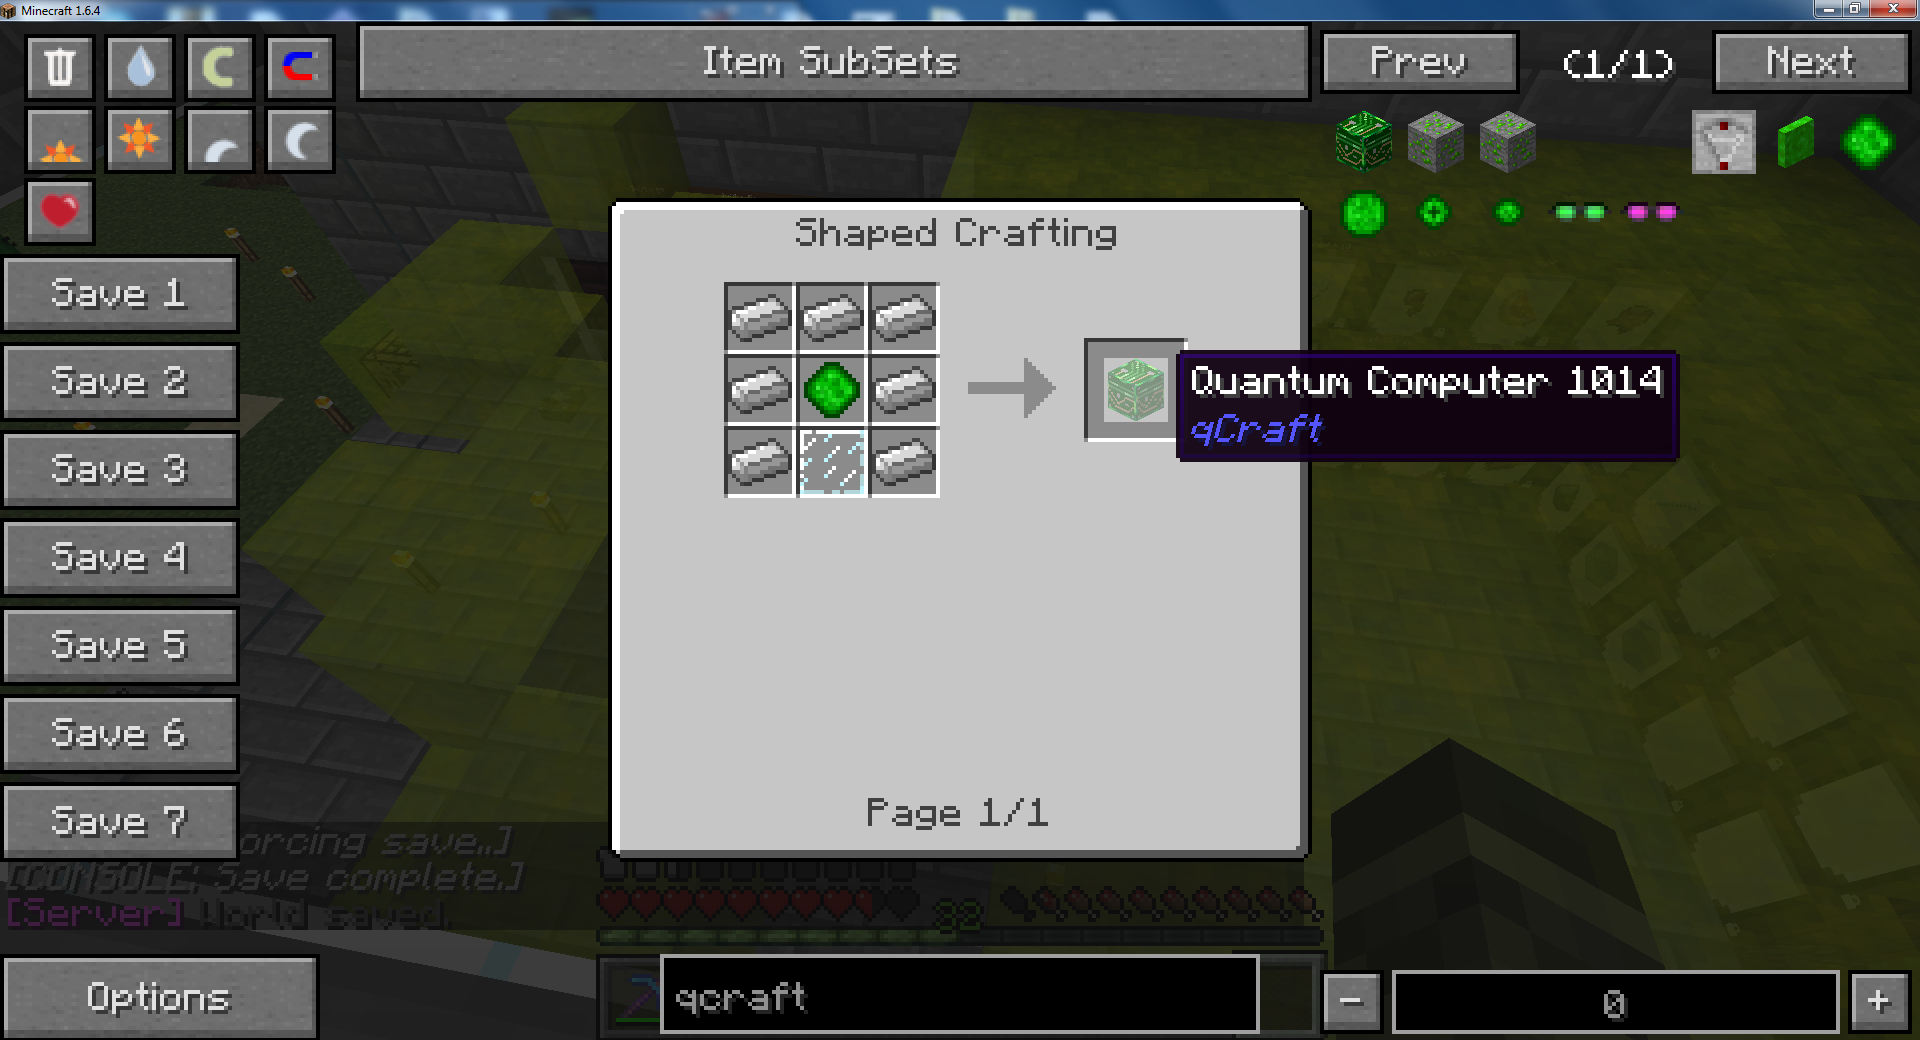 Minecraft 1.6.4
Item SubSets
Prev
(1/1)
Next
Shaped Crafting
Quantum Computer 1014
qCraft
Save 1
Save 2
Save 3
Save 4
Save 5
Save 6
Save 7
Page 1/1
orcing save..]
[CONSOLE: Save complete.]
[Server] World saved.
32
Options
qcraft
-
0
+